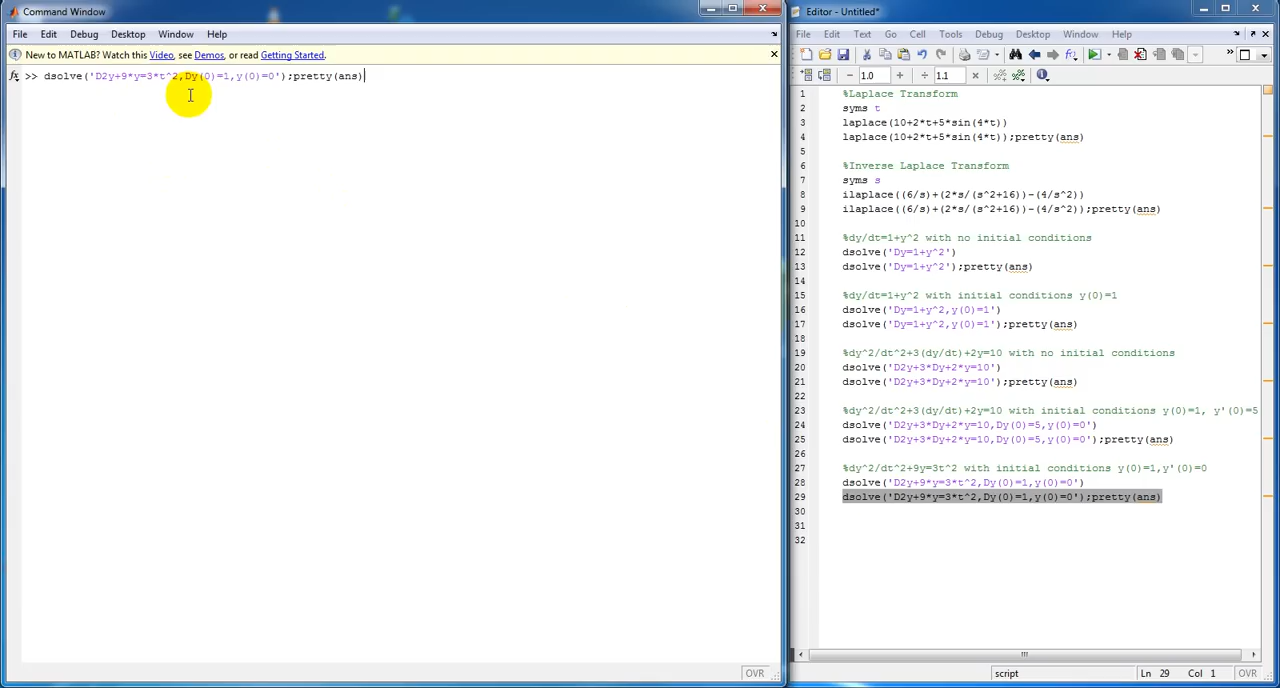 Command Window
File Edit Debug Desktop Window Help
New to MATLAB? Watch this Video, see Demos, or read Getting Started.
fx >> dsolve('D2y+9*y=3*t^2,Dy(0)=1,y(0)=0');pretty(ans)
OVR
Editor - Untitled*
File Edit Text Go Cell Tools Debug Desktop Window Help
1.0 1.1
1 %Laplace Transform
2 syms t
3 laplace(10+2*t+5*sin(4*t))
4 laplace(10+2*t+5*sin(4*t));pretty(ans)
5
6 %Inverse Laplace Transform
7 syms s
8 ilaplace((6/s)+(2*s/(s^2+16))-(4/s^2))
9 ilaplace((6/s)+(2*s/(s^2+16))-(4/s^2));pretty(ans)
10
11 %dy/dt=1+y^2 with no initial conditions
12 dsolve('Dy=1+y^2')
13 dsolve('Dy=1+y^2');pretty(ans)
14
15 %dy/dt=1+y^2 with initial conditions y(0)=1
16 dsolve('Dy=1+y^2,y(0)=1')
17 dsolve('Dy=1+y^2,y(0)=1');pretty(ans)
18
19 %dy^2/dt^2+3(dy/dt)+2y=10 with no initial conditions
20 dsolve('D2y+3*Dy+2*y=10')
21 dsolve('D2y+3*Dy+2*y=10');pretty(ans)
22
23 %dy^2/dt^2+3(dy/dt)+2y=10 with initial conditions y(0)=1, y'(0)=5
24 dsolve('D2y+3*Dy+2*y=10,Dy(0)=5,y(0)=0')
25 dsolve('D2y+3*Dy+2*y=10,Dy(0)=5,y(0)=0');pretty(ans)
26
27 %dy^2/dt^2+9y=3t^2 with initial conditions y(0)=1,y'(0)=0
28 dsolve('D2y+9*y=3*t^2,Dy(0)=1,y(0)=0')
29 dsolve('D2y+9*y=3*t^2,Dy(0)=1,y(0)=0');pretty(ans)
30
31
32
script Ln 29 Col 1 OVR